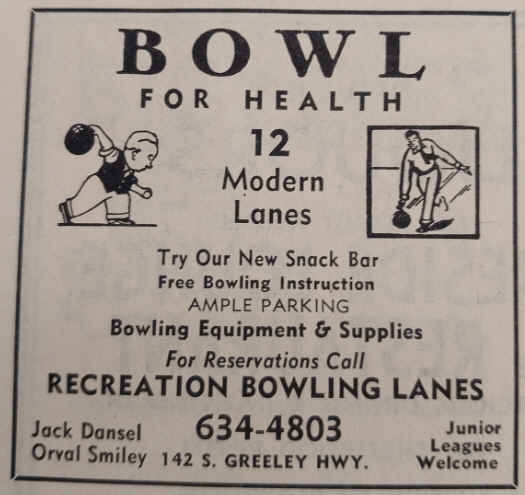 BOWL
FOR HEALTH
12
Modern
Lanes
Try Our New Snack Bar
Free Bowling Instruction
AMPLE PARKING
Bowling Equipment & Supplies
For Reservations Call
RECREATION BOWLING LANES
Jack Dansel
Orval Smiley
634-4803
142 S. GREELEY HWY.
Junior
Leagues
Welcome